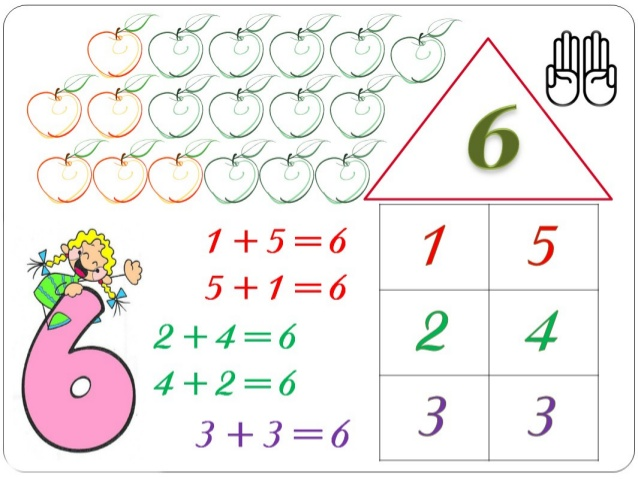 6
1 5
2 4
3 3
1 + 5 = 6
5 + 1 = 6
2 + 4 = 6
4 + 2 = 6
3 + 3 = 6
6